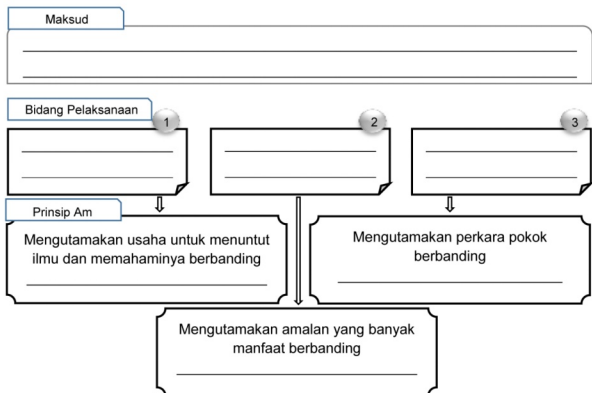 Maksud
Bidang Pelaksanaan
1
2
3
Prinsip Am
Mengutamakan usaha untuk menuntut
ilmu dan memahaminya berbanding
Mengutamakan perkara pokok
berbanding
Mengutamakan amalan yang banyak
manfaat berbanding